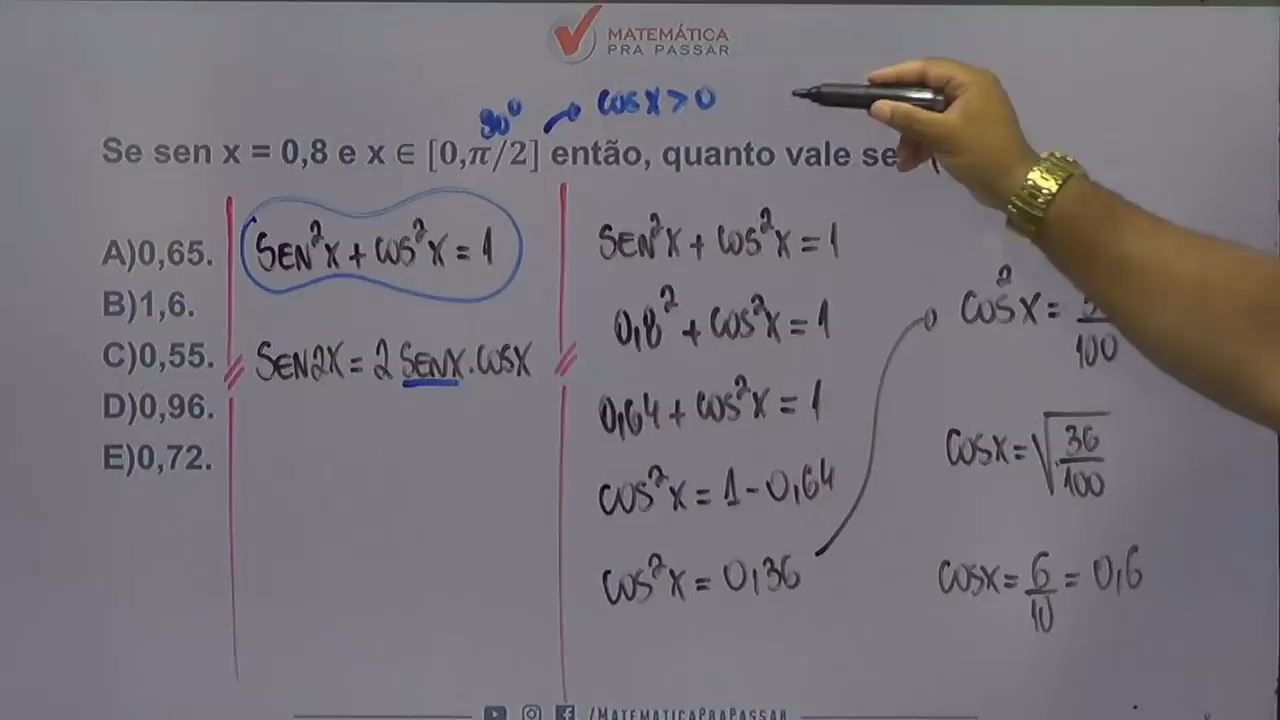 MATEMÁTICA
PRA PASSAR
90° cos x > 0
Se sen x = 0,8 e x ∈ [0,π/2] então, quanto vale
A)0,65.
B)1,6.
C)0,55.
D)0,96.
E)0,72.
SEN²X + COS²X = 1
SEN2X = 2 SENX . COSX
SEN²X + COS²X = 1
0,8² + COS²X = 1
0,64 + COS²X = 1
COS²X = 1 - 0,64
COS²X = 0,36
COS²X = /100
COSX = √36/100
COSX = 6/10 = 0,6
/MATEMATICAPRAPASSAR